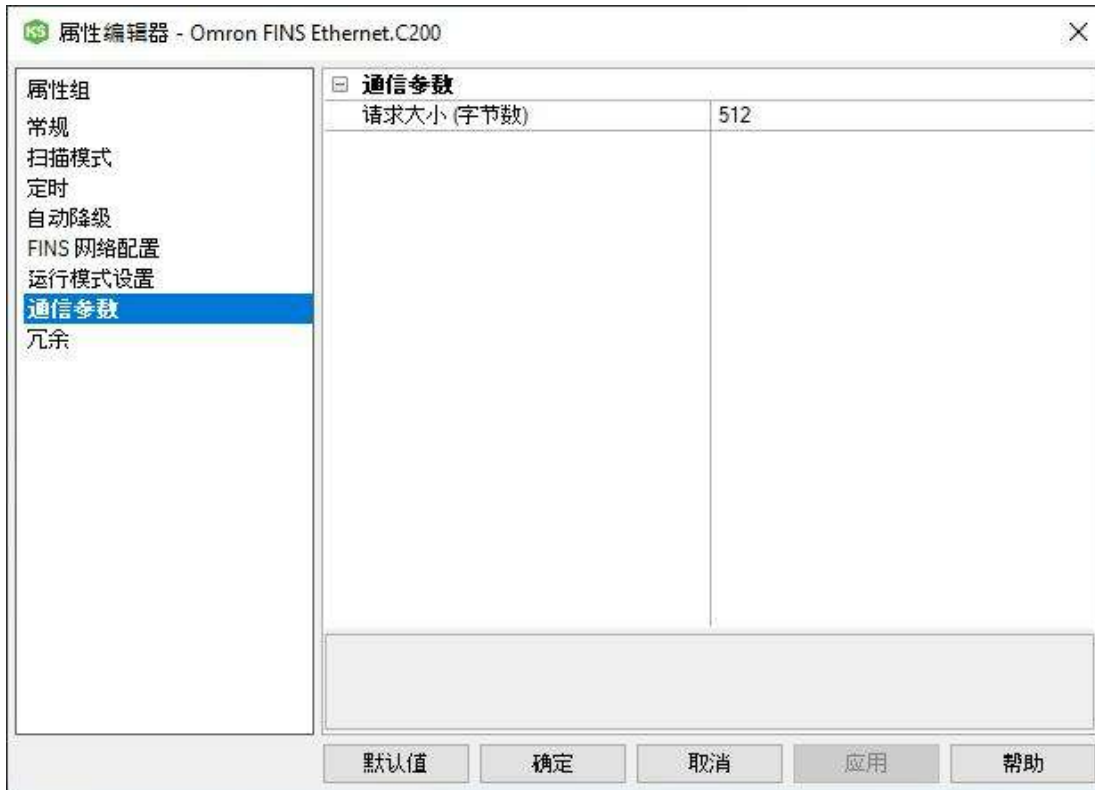 KS 属性编辑器 - Omron FINS Ethernet.C200
属性组
常规
扫描模式
定时
自动降级
FINS 网络配置
运行模式设置
通信参数
冗余
通信参数
请求大小 (字节数) 512
默认值 确定 取消 应用 帮助